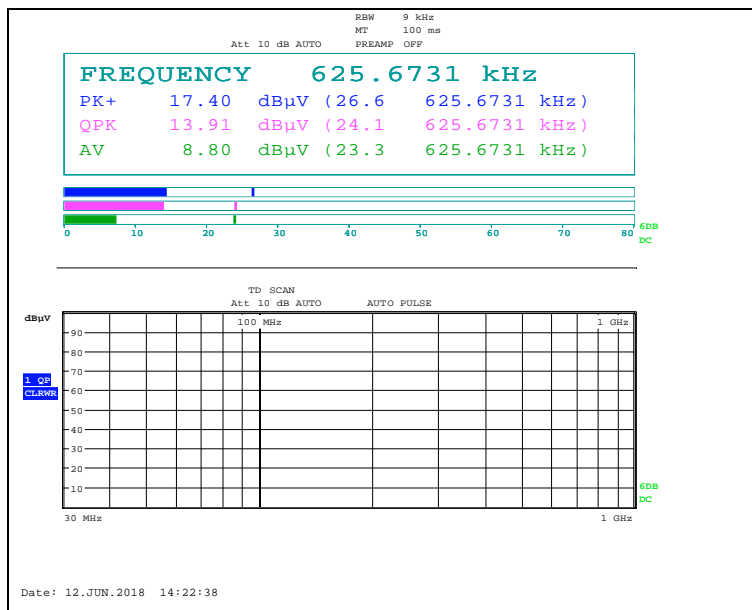 RBW 9 kHz
MT 100 ms
Att 10 dB AUTO PREAMP OFF
FREQUENCY 625.6731 kHz
PK+ 17.40 dBµV (26.6 625.6731 kHz)
QPK 13.91 dBµV (24.1 625.6731 kHz)
AV 8.80 dBµV (23.3 625.6731 kHz)
0 10 20 30 40 50 60 70 80
6DB
DC
TD SCAN
Att 10 dB AUTO AUTO PULSE
dBµV
100 MHz 1 GHz
90
80
70
1 QP
CLRWR
60
50
40
30
20
10
6DB
DC
30 MHz 1 GHz
Date: 12.JUN.2018 14:22:38